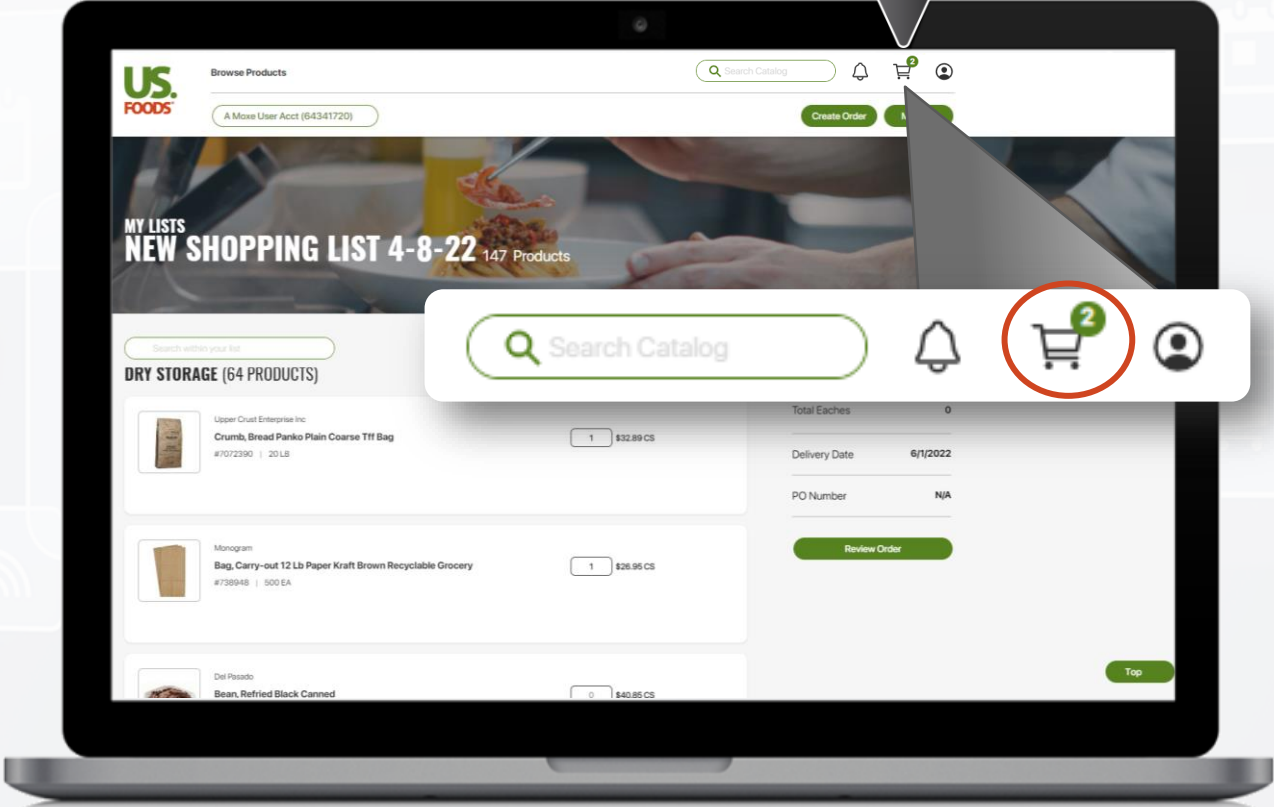 US.
FOODS
Browse Products
Search Catalog
2
A Moxe User Acct (64341720)
Create Order
MY LISTS
NEW SHOPPING LIST 4-8-22 147 Products
Search Catalog
2
Search within your list
DRY STORAGE (64 PRODUCTS)
Total Eaches 0
Upper Crust Enterprise Inc
Crumb, Bread Panko Plain Coarse Tff Bag
1 $32.89 CS
#7072390 | 20 LB
Delivery Date 6/1/2022
PO Number N/A
Monogram
Bag, Carry-out 12 Lb Paper Kraft Brown Recyclable Grocery
1 $26.95 CS
#738948 | 500 EA
Review Order
Top
Del Pasado
Bean, Refried Black Canned
0 $40.85 CS